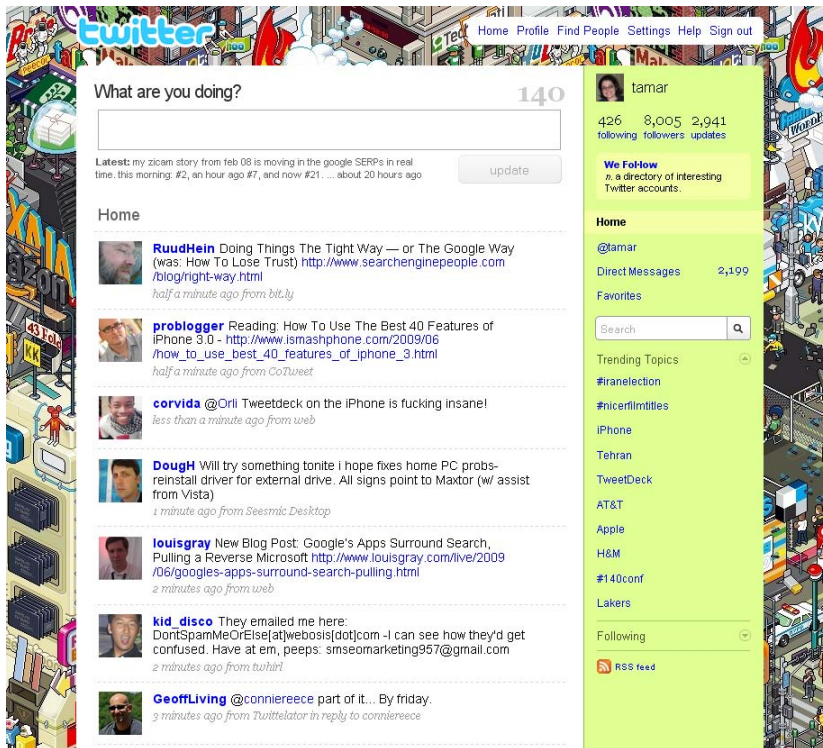 twitter
Home Profile Find People Settings Help Sign out
What are you doing?
140
Latest: my zicam story from feb 08 is moving in the google SERPs in real
time. this morning: #2, an hour ago #7, and now #21. ... about 20 hours ago
update
Home
RuudHein Doing Things The Tight Way — or The Google Way
(was: How To Lose Trust) http://www.searchenginepeople.com
/blog/right-way.html
half a minute ago from bit.ly
problogger Reading: How To Use The Best 40 Features of
iPhone 3.0 - http://www.ismashphone.com/2009/06
/how_to_use_best_40_features_of_iphone_3.html
half a minute ago from CoTweet
corvida @Orli Tweetdeck on the iPhone is fucking insane!
less than a minute ago from web
DougH Will try something tonite i hope fixes home PC probs-
reinstall driver for external drive. All signs point to Maxtor (w/ assist
from Vista)
1 minute ago from Seesmic Desktop
louisgray New Blog Post: Google's Apps Surround Search,
Pulling a Reverse Microsoft http://www.louisgray.com/live/2009
/06/googles-apps-surround-search-pulling.html
2 minutes ago from web
kid_disco They emailed me here:
DontSpamMeOrElse[at]webosis[dot]com -I can see how they'd get
confused. Have at em, peeps: smseomarketing957@gmail.com
2 minutes ago from twhirl
GeoffLiving @conniereece part of it... By friday.
3 minutes ago from Twittelator in reply to conniereece
tamar
426 8,005 2,941
following followers updates
We Follow
n. a directory of interesting
Twitter accounts.
Home
@tamar
Direct Messages 2,199
Favorites
Search
Trending Topics
#iranelection
#nicerfilmtitles
iPhone
Tehran
TweetDeck
AT&T
Apple
H&M
#140conf
Lakers
Following
RSS feed
43 Fold
KK